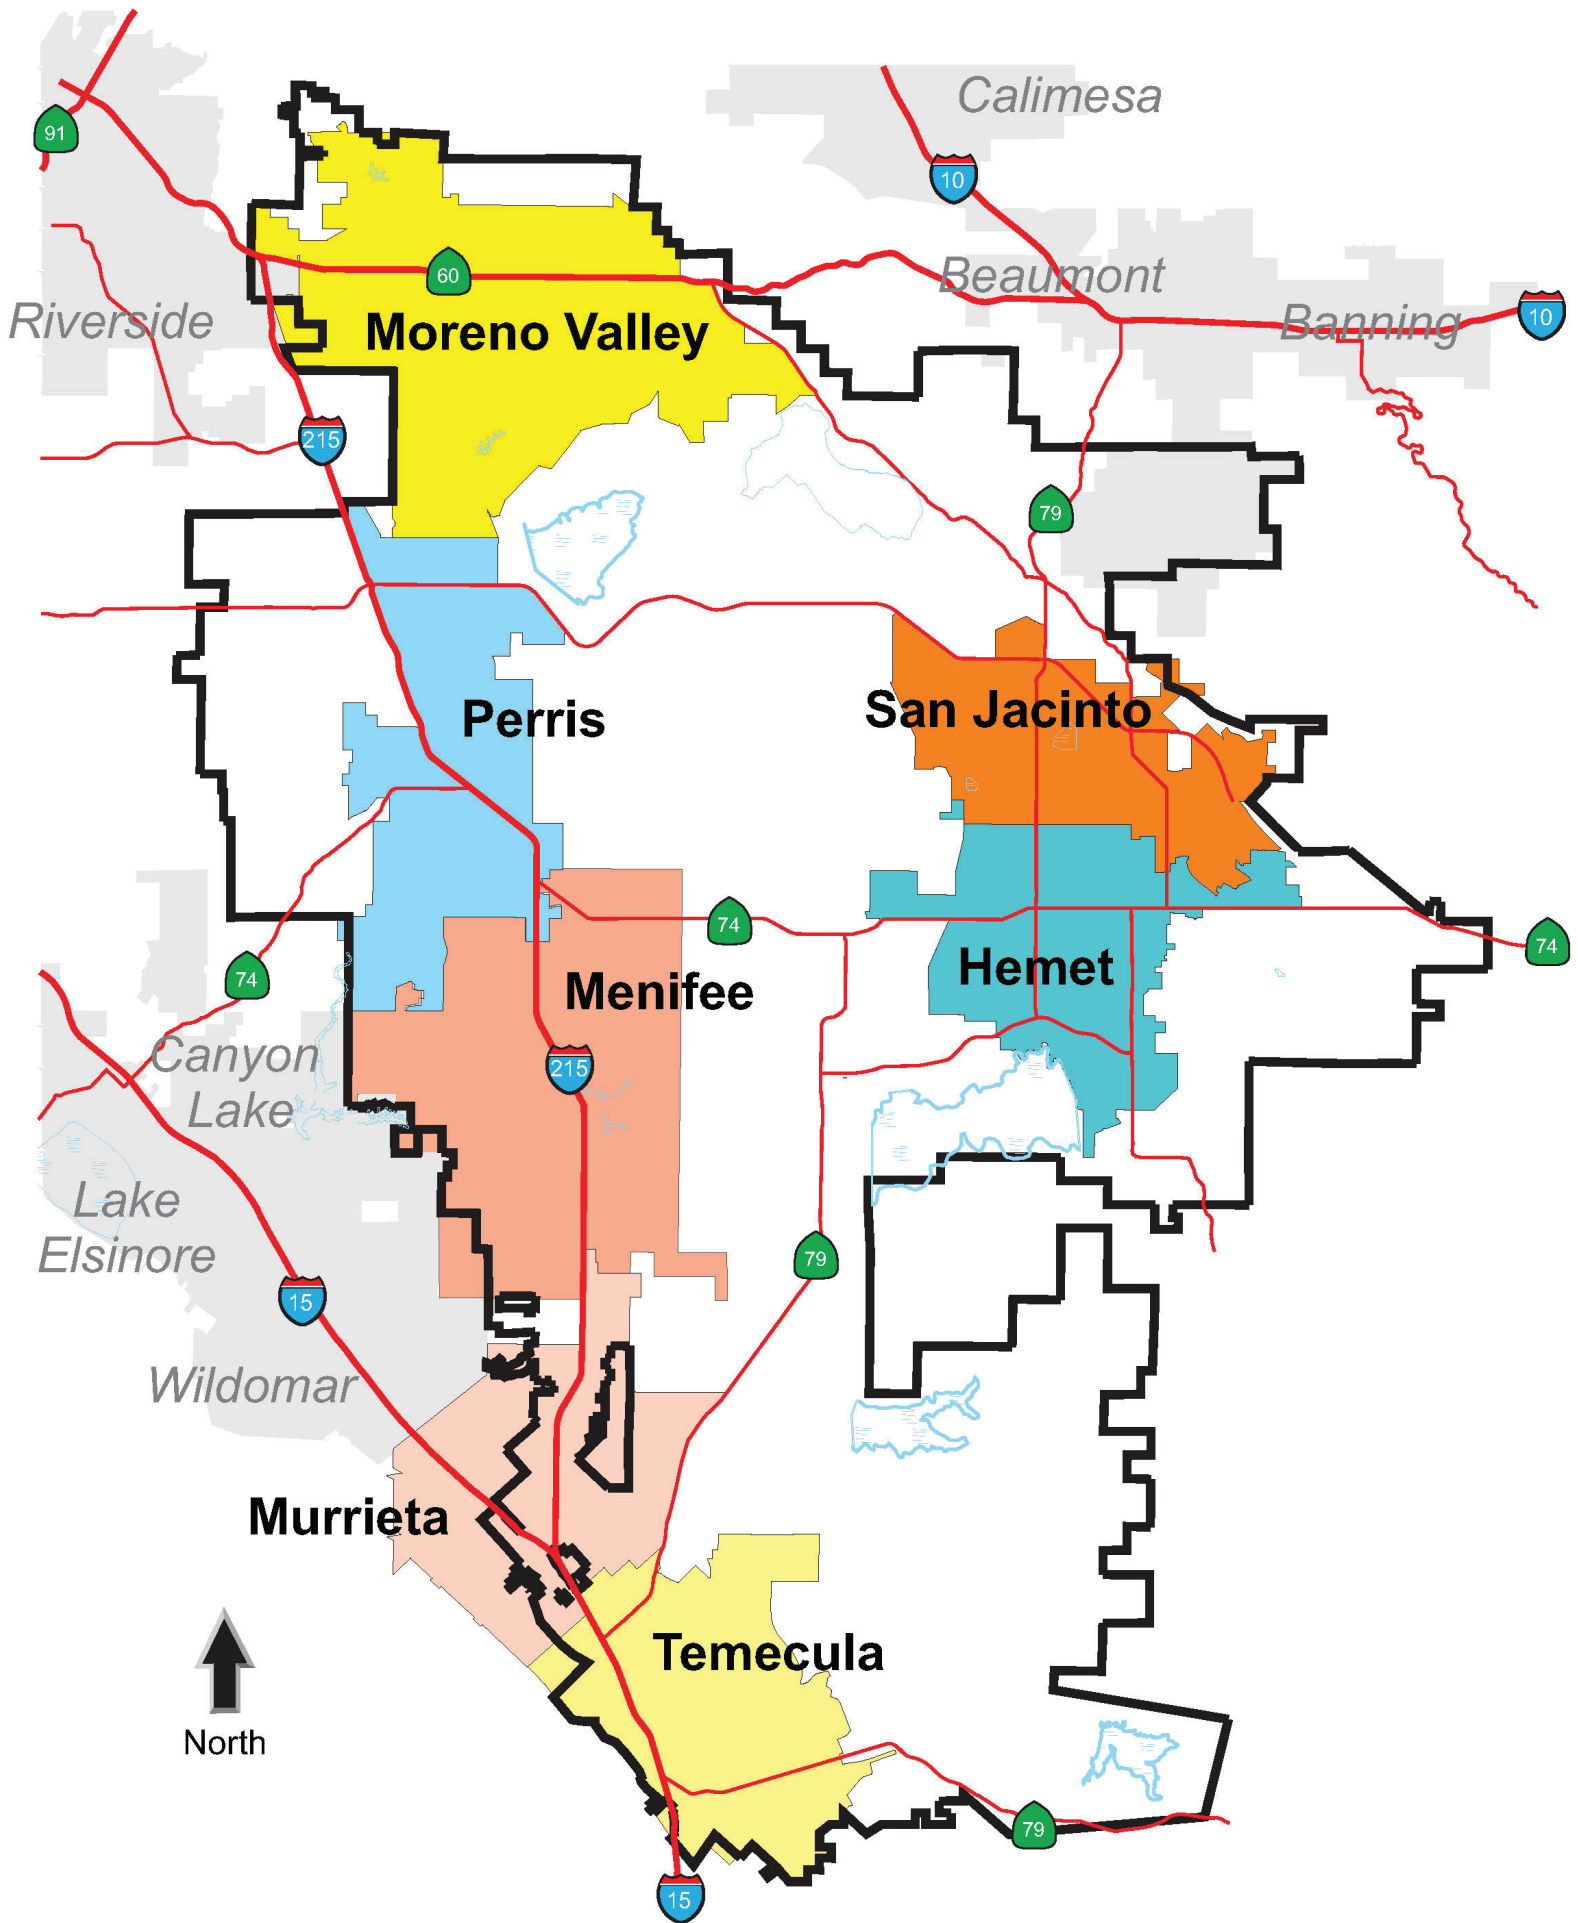 Calimesa
91
10
Beaumont
60
10
Riverside
Moreno Valley
Banning
215
79
Perris
San Jacinto
74
74
74
Hemet
Menifee
Canyon
Lake
215
Lake
Elsinore
79
15
Wildomar
Murrieta
Temecula
North
79
15